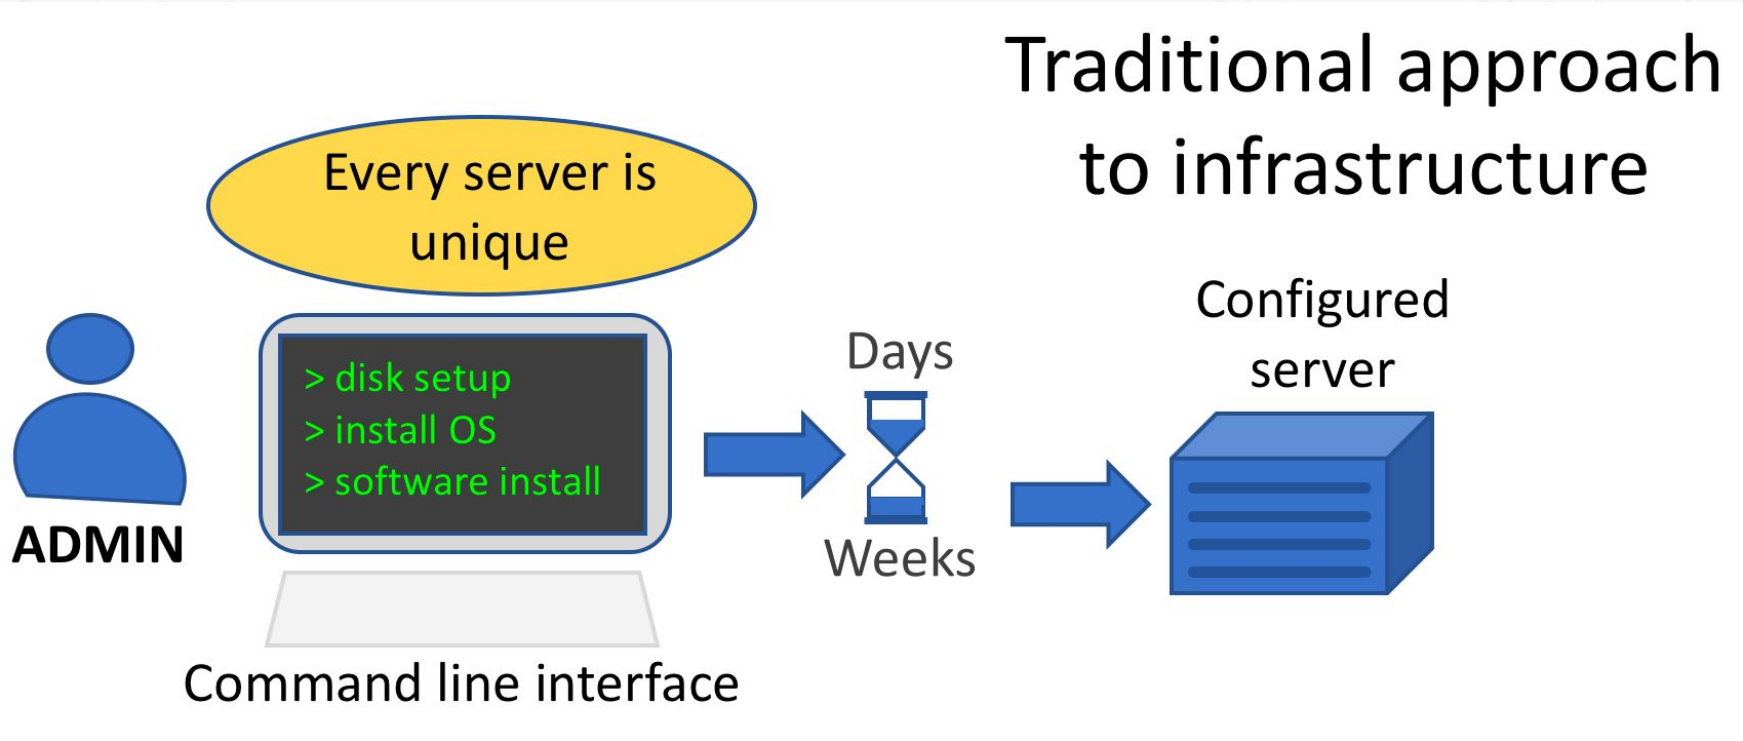 Traditional approach
to infrastructure
Every server is
unique
> disk setup
> install OS
> software install
ADMIN
Command line interface
Days
Weeks
Configured
server